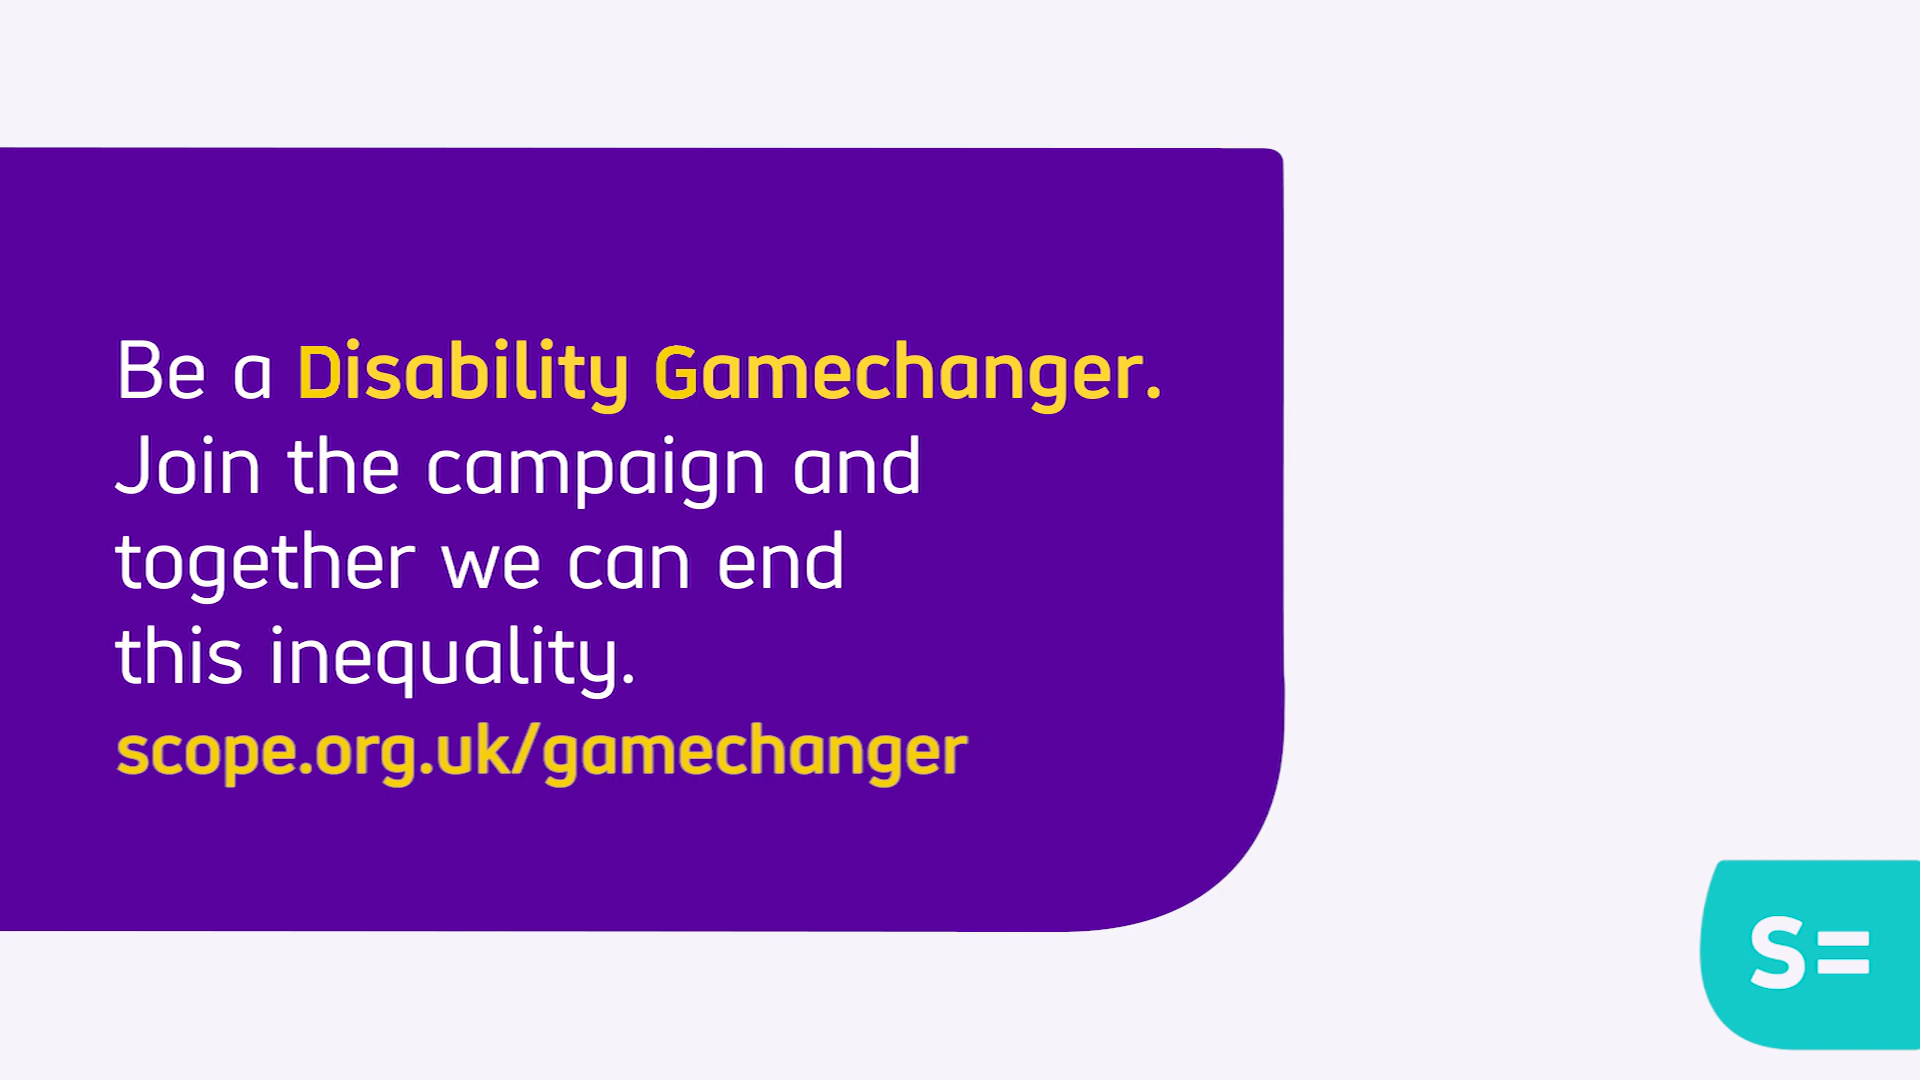 Be a Disability Gamechanger.
Join the campaign and
together we can end
this inequality.
scope.org.uk/gamechanger
S=